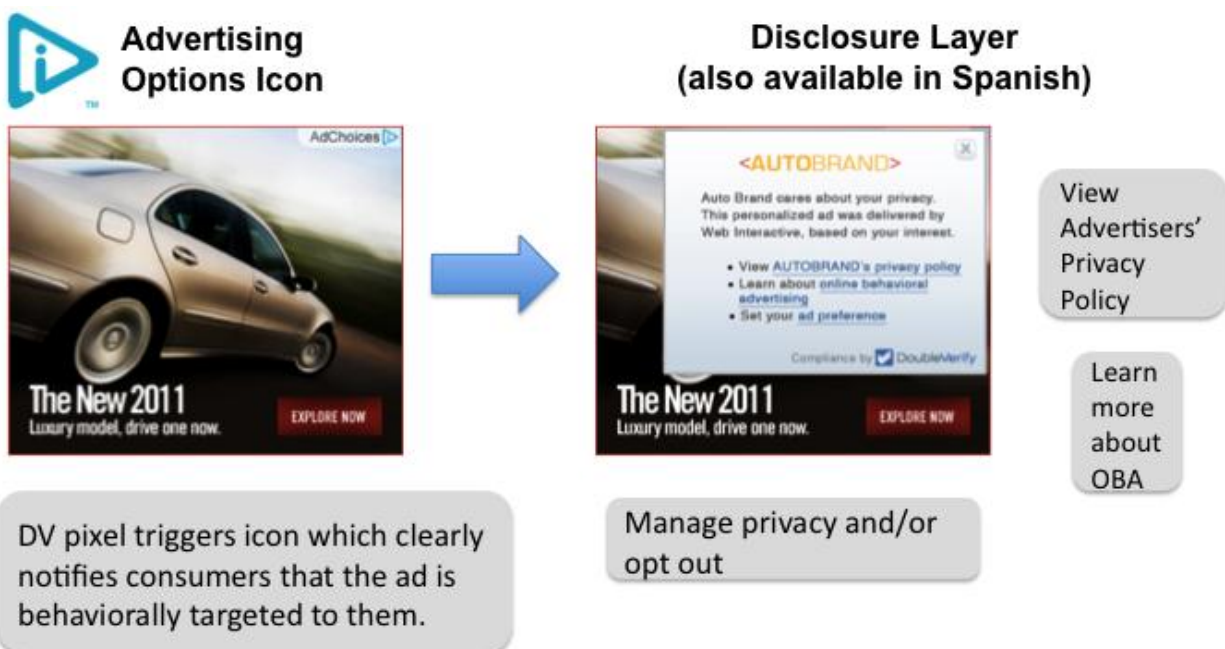 Advertising
Options Icon
Disclosure Layer
(also available in Spanish)
i
TM
AdChoices
The New 2011
Luxury model, drive one now.
EXPLORE NOW
<AUTOBRAND>
X
Auto Brand cares about your privacy.
This personalized ad was delivered by
Web Interactive, based on your interest.
• View AUTOBRAND's privacy policy
• Learn about online behavioral
advertising
• Set your ad preference
Compliance by DoubleVerify
The New 2011
Luxury model, drive one now.
EXPLORE NOW
View
Advertisers'
Privacy
Policy
Learn
more
about
OBA
DV pixel triggers icon which clearly
notifies consumers that the ad is
behaviorally targeted to them.
Manage privacy and/or
opt out